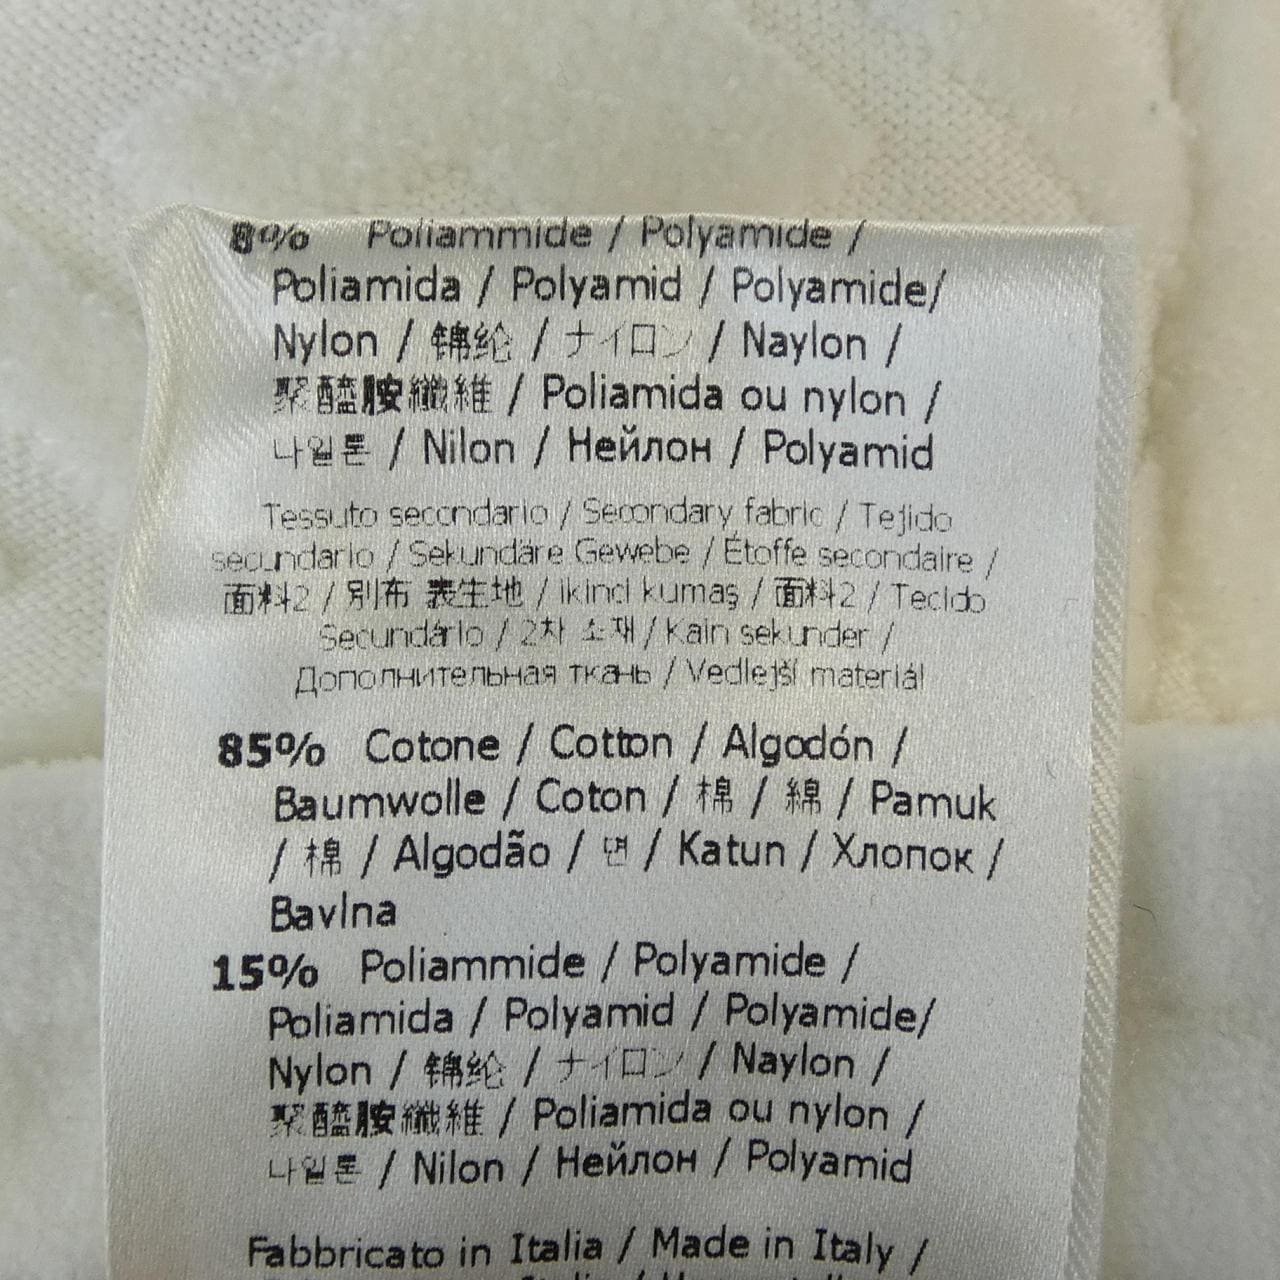 8% Poliammide / Polyamide /
Poliamida / Polyamid / Polyamide/
Nylon / 锦纶 / ナイロン / Naylon /
聚醯胺纖維 / Poliamida ou nylon /
나일론 / Nilon / Нейлон / Polyamid
Tessuto secondario / Secondary fabric / Tejido
secundario / Sekundäre Gewebe / Étoffe secondaire /
面料2 / 別布 表生地 / ikinci kumaş / 面料2 / Tecido
Secundário / 2차 소재 / Kain sekunder /
Дополнительная ткань / Vedlejší materiál
85% Cotone / Cotton / Algodón /
Baumwolle / Coton / 棉 / 綿 / Pamuk
/ 棉 / Algodão / 면 / Katun / Хлопок /
Bavlna
15% Poliammide / Polyamide /
Poliamida / Polyamid / Polyamide/
Nylon / 锦纶 / ナイロン / Naylon /
聚醯胺纖維 / Poliamida ou nylon /
나일론 / Nilon / Нейлон / Polyamid
Fabbricato in Italia / Made in Italy /